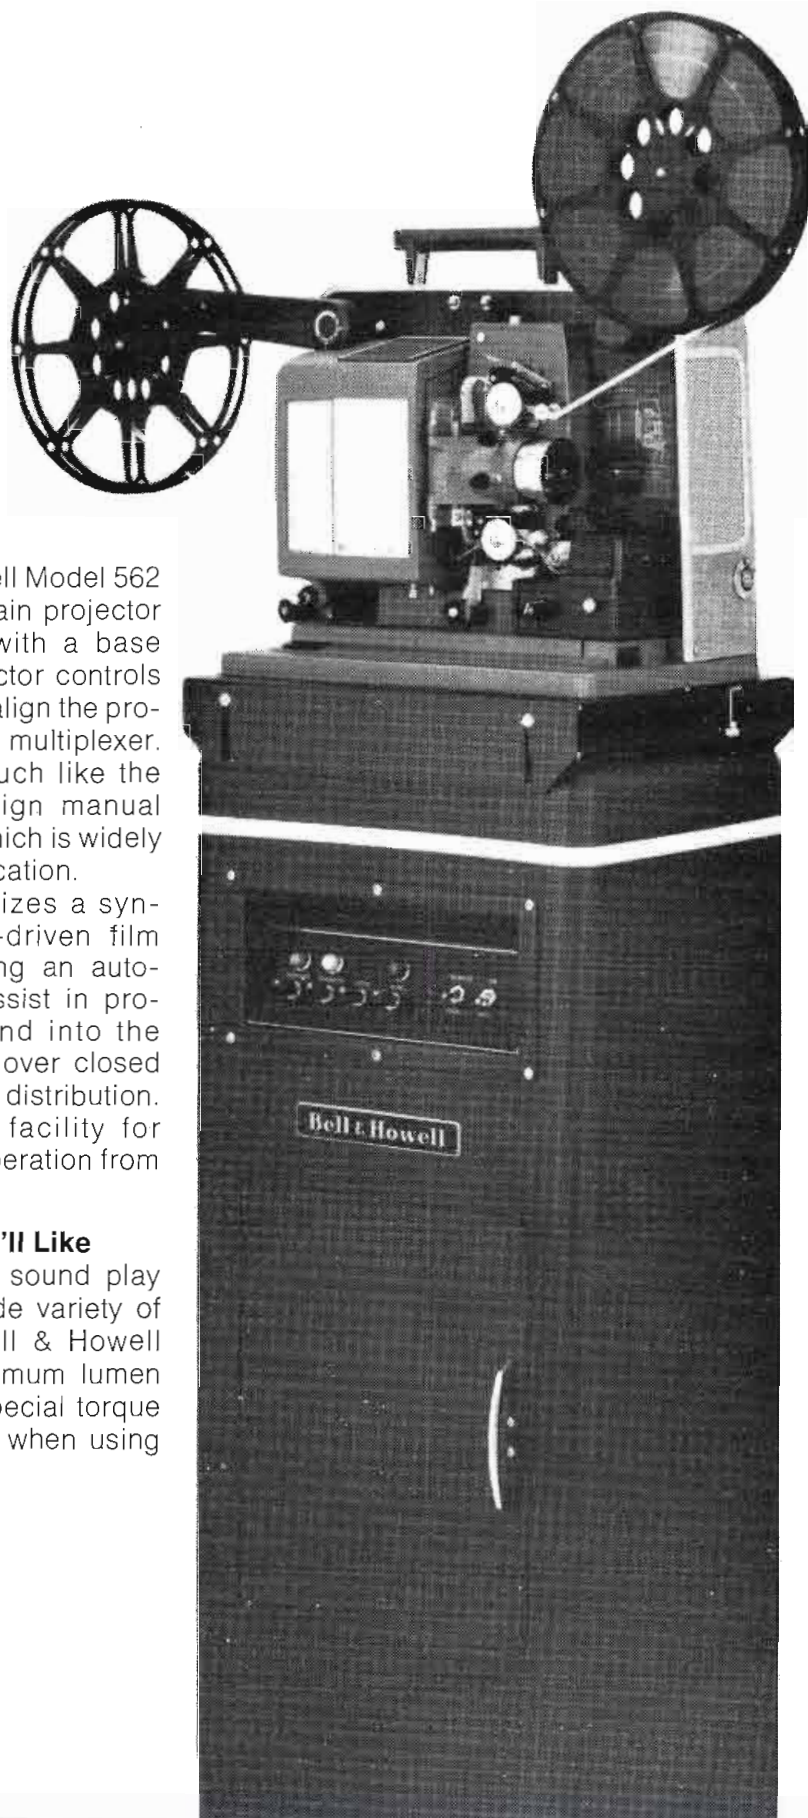 ell Model 562
ain projector
with a base
ctor controls
align the pro-
multiplexer.
uch like the
ign manual
hich is widely
cation.
izes a syn-
-driven film
ng an auto-
ssist in pro-
nd into the
over closed
distribution.
facility for
peration from
'll Like
sound play
de variety of
ll & Howell
mum lumen
pecial torque
when using
Bell & Howell